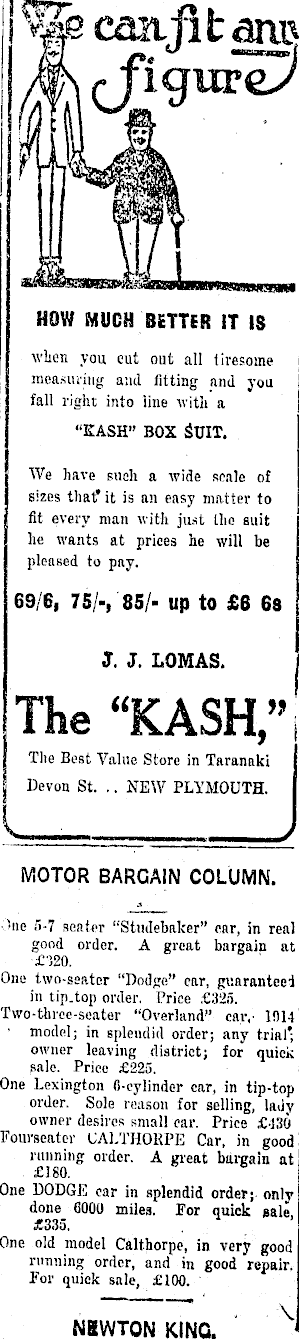 We can fit any
figure
HOW MUCH BETTER IT IS
when you cut out all tiresome
measuring and fitting and you
fall right into line with a
"KASH" BOX SUIT.
We have such a wide scale of
sizes that it is an easy matter to
fit every man with just the suit
he wants at prices he will be
pleased to pay.
69/6, 75/-, 85/- up to £6 6s
J. J. LOMAS.
The "KASH,"
The Best Value Store in Taranaki
Devon St. .. NEW PLYMOUTH.
MOTOR BARGAIN COLUMN.
One 5-7 seater "Studebaker" car, in real
good order. A great bargain at
£320.
One two-seater "Dodge" car, guaranteed
in tip-top order. Price £325.
Two-three-seater "Overland" car, 1914
model; in splendid order; any trial;
owner leaving district; for quick
sale. Price £225.
One Lexington 6-cylinder car, in tip-top
order. Sole reason for selling, lady
owner desires small car. Price £430
Fourseater CALTHORPE Car, in good
running order. A great bargain at
£180.
One DODGE car in splendid order; only
done 6000 miles. For quick sale,
£335.
One old model Calthorpe, in very good
running order, and in good repair.
For quick sale, £100.
NEWTON KING.